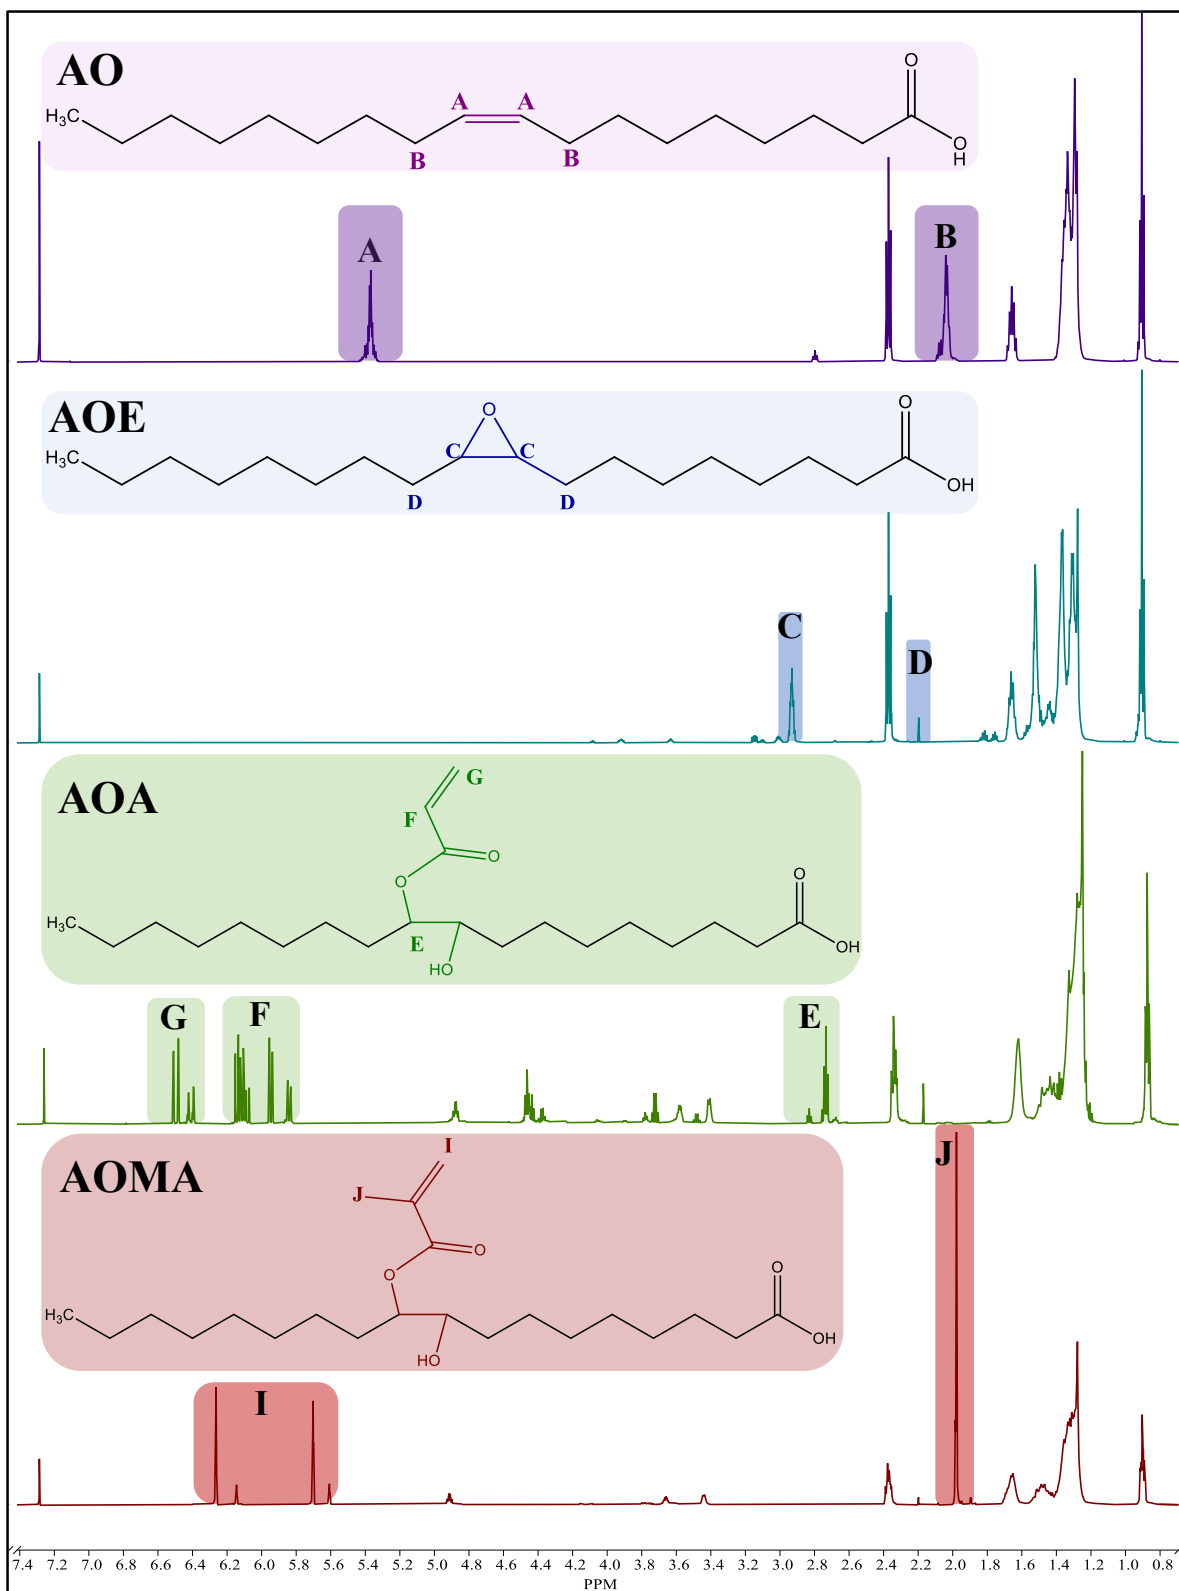 AO
O
A A
H₃C
O
H
B B
A
B
AOE
O
O
C C
H₃C
OH
D D
C
D
AOA
G
F
O
O
O
H₃C
OH
E
HO
G
F
E
AOMA
I
J
J
O
O
O
H₃C
OH
HO
I
7.4 7.2 7.0 6.8 6.6 6.4 6.2 6.0 5.8 5.6 5.4 5.2 5.0 4.8 4.6 4.4 4.2 4.0 3.8 3.6 3.4 3.2 3.0 2.8 2.6 2.4 2.2 2.0 1.8 1.6 1.4 1.2 1.0 0.8
PPM